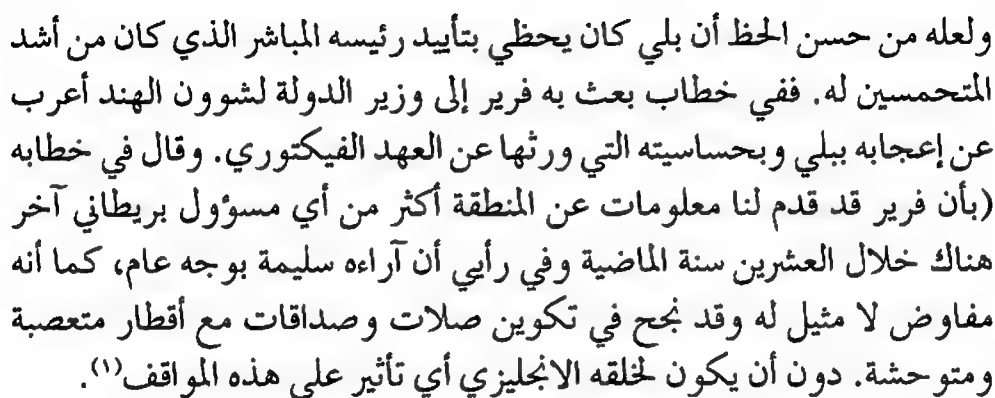 ولعله من حسن الحظ أن بلي كان يحظي بتأييد رئيسه المباشر الذي كان من أشد
المتحمسين له. ففي خطاب بعث به فرير إلى وزير الدولة لشوون الهند أعرب
عن إعجابه ببلي وبحساسيته التي ورثها عن العهد الفيكتوري. وقال في خطابه
(بأن فرير قد قدم لنا معلومات عن المنطقة أكثر من أي مسؤول بريطاني آخر
هناك خلال العشرين سنة الماضية وفي رأيي أن آراءه سليمة بوجه عام، كما أنه
مفاوض لا مثيل له وقد نجح في تكوين صلات وصداقات مع أقطار متعصبة
ومتوحشة. دون أن يكون لخلقه الانجليزي أي تأثير على هذه المواقف(١).